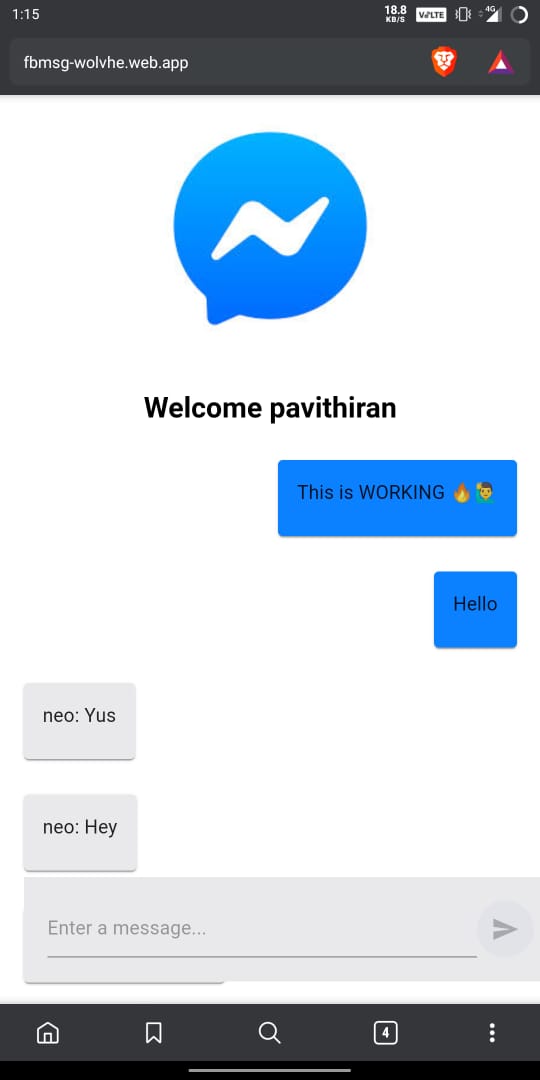 1:15
18.8
KB/S
VoLTE
4G
fbmsg-wolvhe.web.app
Welcome pavithiran
This is WORKING 🔥🙋‍♂️
Hello
neo: Yus
neo: Hey
Enter a message...
4